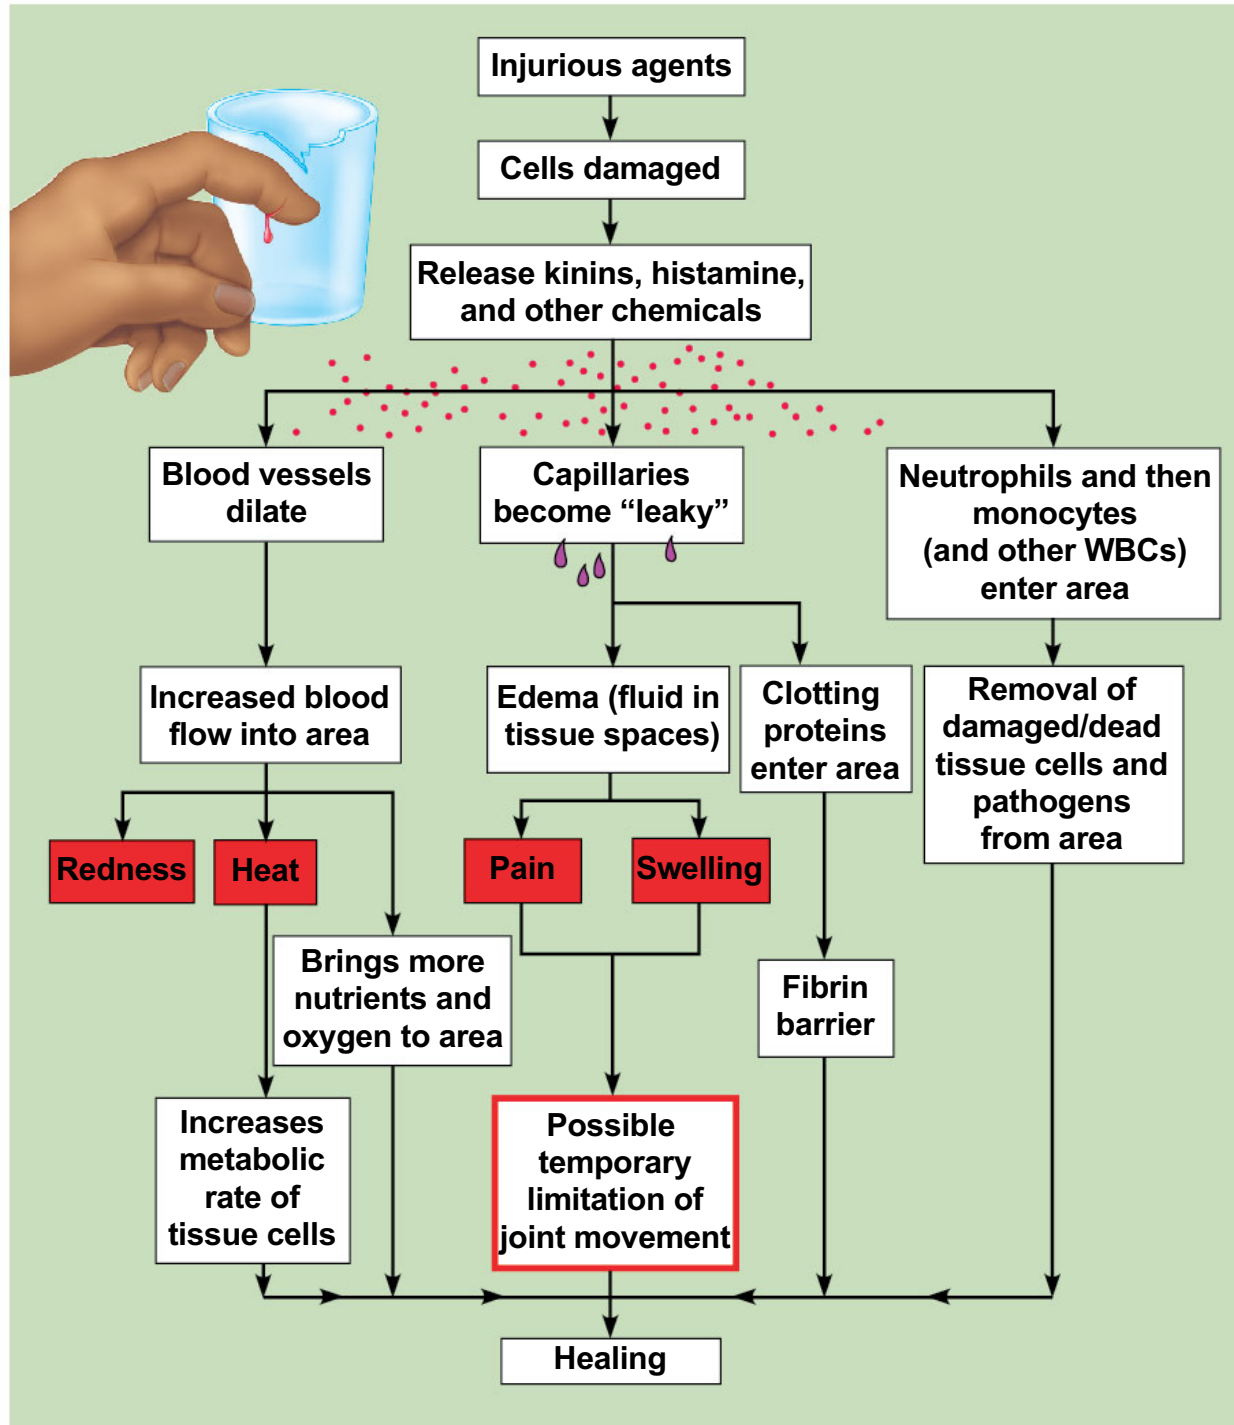 Injurious agents
Cells damaged
Release kinins, histamine,
and other chemicals
Blood vessels
dilate
Capillaries
become “leaky”
Neutrophils and then
monocytes
(and other WBCs)
enter area
Increased blood
flow into area
Edema (fluid in
tissue spaces)
Clotting
proteins
enter area
Removal of
damaged/dead
tissue cells and
pathogens
from area
Redness
Heat
Pain
Swelling
Brings more
nutrients and
oxygen to area
Fibrin
barrier
Increases
metabolic
rate of
tissue cells
Possible
temporary
limitation of
joint movement
Healing